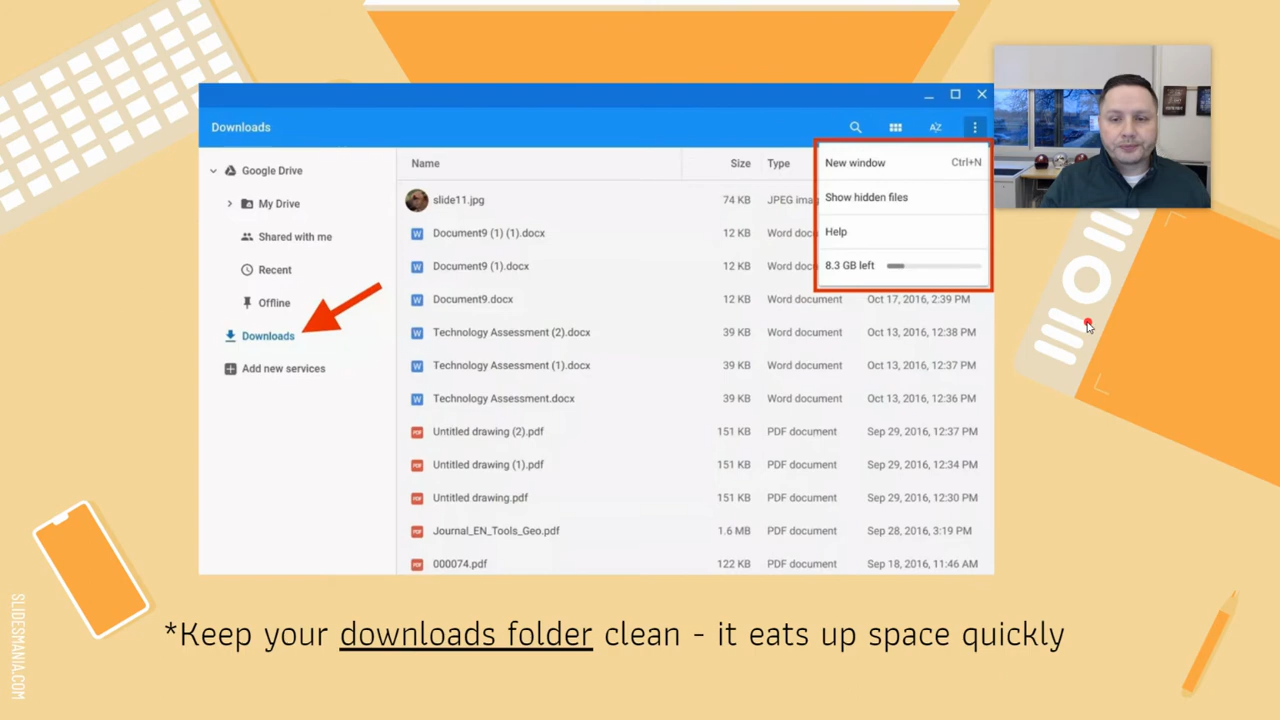 Downloads
Google Drive
My Drive
Shared with me
Recent
Offline
Downloads
Add new services
Name Size Type
slide11.jpg 74 KB JPEG ima
Document9 (1) (1).docx 12 KB Word doc
Document9 (1).docx 12 KB Word doc
Document9.docx 12 KB Word document Oct 17, 2016, 2:39 PM
Technology Assessment (2).docx 39 KB Word document Oct 13, 2016, 12:38 PM
Technology Assessment (1).docx 39 KB Word document Oct 13, 2016, 12:37 PM
Technology Assessment.docx 39 KB Word document Oct 13, 2016, 12:36 PM
Untitled drawing (2).pdf 151 KB PDF document Sep 29, 2016, 12:37 PM
Untitled drawing (1).pdf 151 KB PDF document Sep 29, 2016, 12:34 PM
Untitled drawing.pdf 151 KB PDF document Sep 29, 2016, 12:30 PM
Journal_EN_Tools_Geo.pdf 1.6 MB PDF document Sep 28, 2016, 3:19 PM
000074.pdf 122 KB PDF document Sep 18, 2016, 11:46 AM
New window Ctrl+N
Show hidden files
Help
8.3 GB left
*Keep your downloads folder clean - it eats up space quickly
SLIDESMANIA.COM